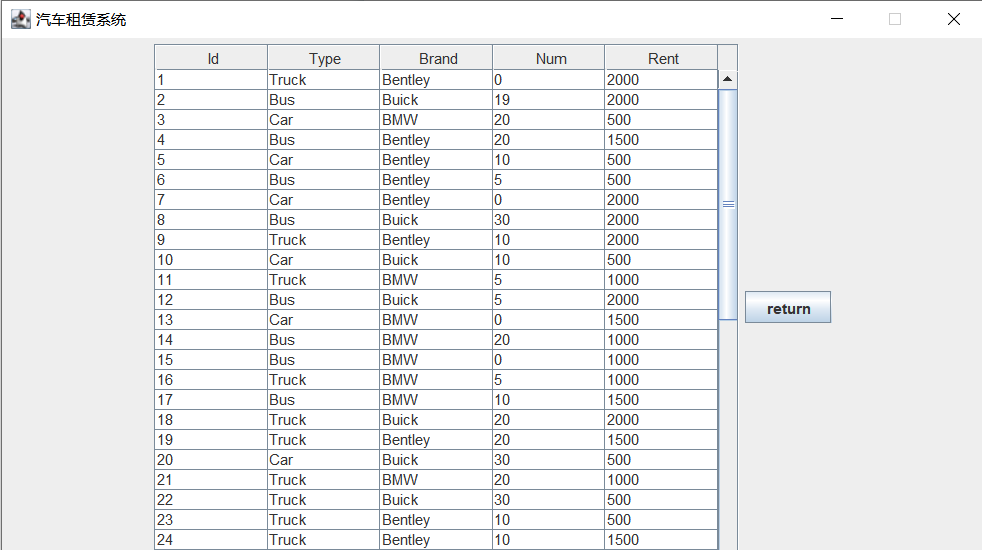 汽车租赁系统
Id Type Brand Num Rent
1 Truck Bentley 0 2000
2 Bus Buick 19 2000
3 Car BMW 20 500
4 Bus Bentley 20 1500
5 Car Bentley 10 500
6 Bus Bentley 5 500
7 Car Bentley 0 2000
8 Bus Buick 30 2000
9 Truck Bentley 10 2000
10 Car Buick 10 500
11 Truck BMW 5 1000
12 Bus Buick 5 2000
return
13 Car BMW 0 1500
14 Bus BMW 20 1000
15 Bus BMW 0 1000
16 Truck BMW 5 1000
17 Bus BMW 10 1500
18 Truck Buick 20 2000
19 Truck Bentley 20 1500
20 Car Buick 30 500
21 Truck BMW 20 1000
22 Truck Buick 30 500
23 Truck Bentley 10 500
24 Truck Bentley 10 1500